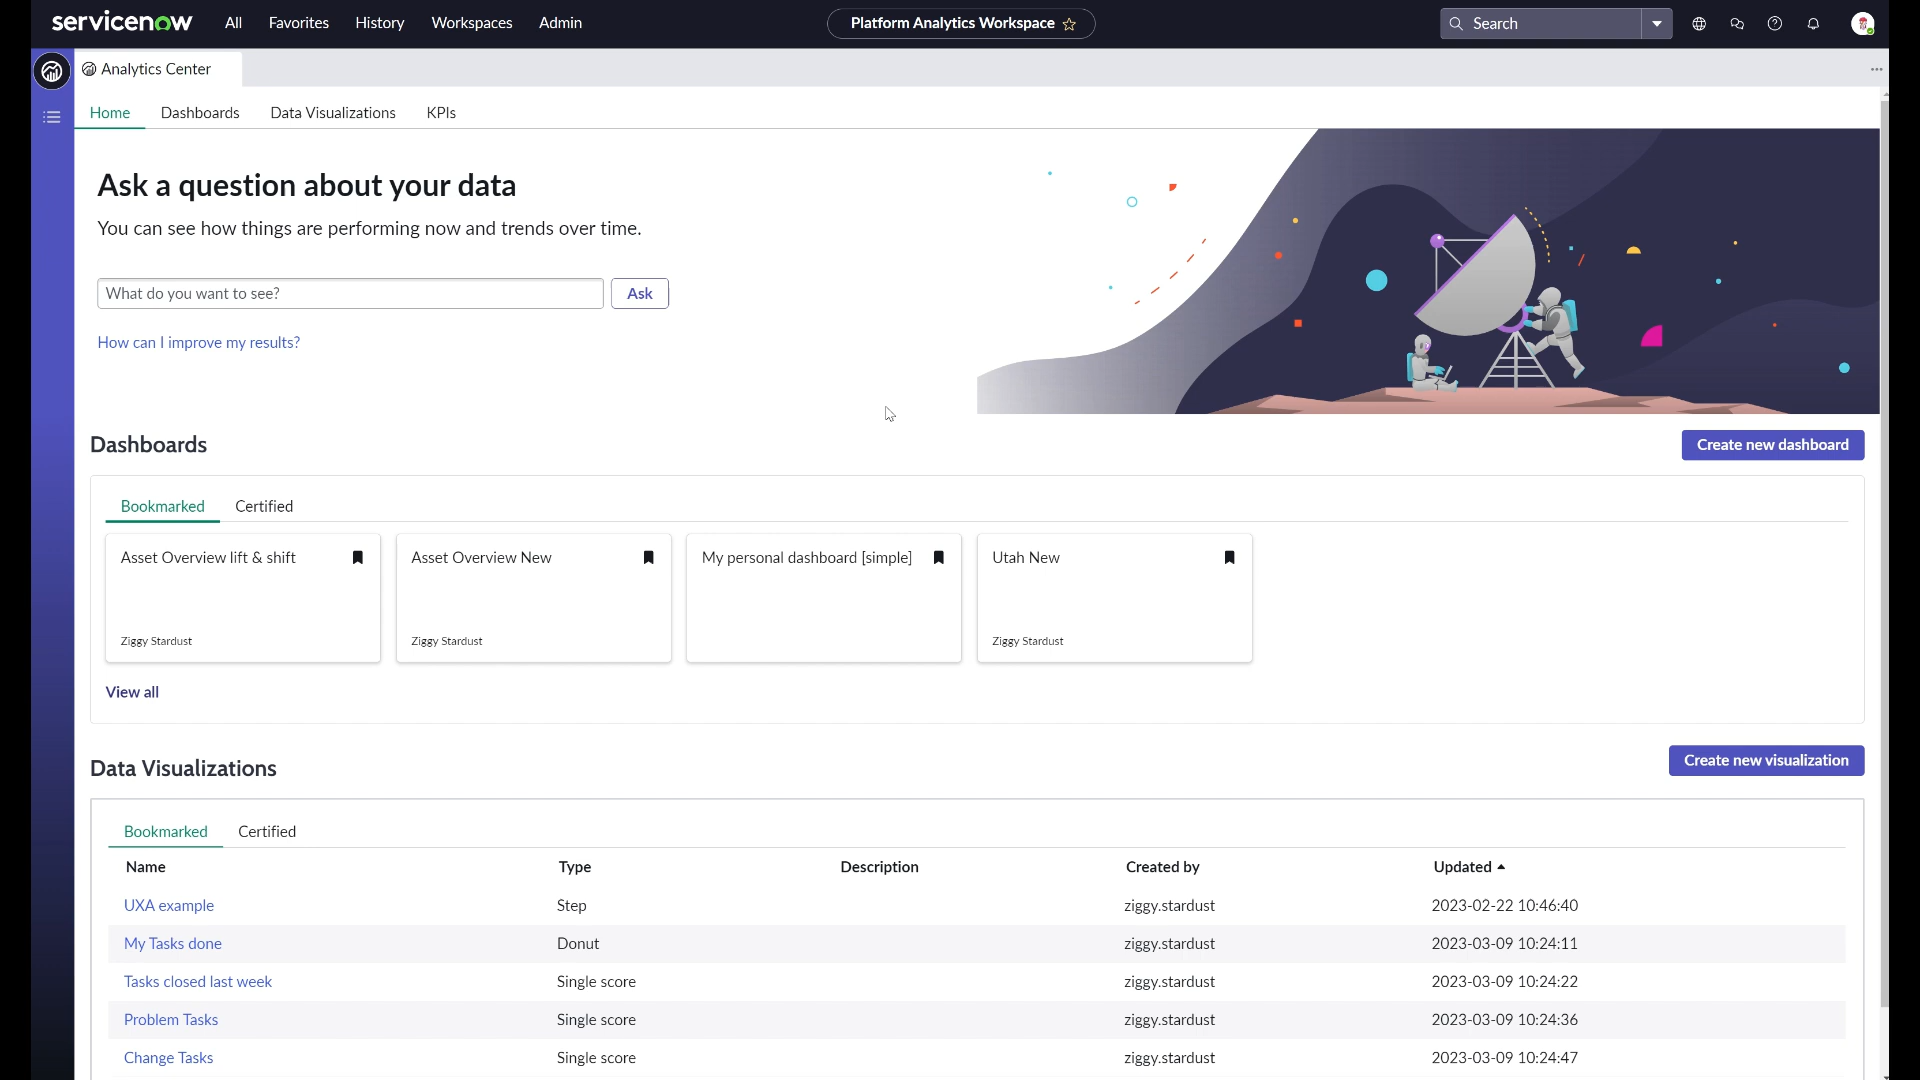 servicenow All Favorites History Workspaces Admin Platform Analytics Workspace Search
Analytics Center
Home Dashboards Data Visualizations KPIs
Ask a question about your data
You can see how things are performing now and trends over time.
What do you want to see? Ask
How can I improve my results?
Dashboards Create new dashboard
Bookmarked Certified
Asset Overview lift & shift Asset Overview New My personal dashboard [simple] Utah New
Ziggy Stardust Ziggy Stardust Ziggy Stardust
View all
Data Visualizations Create new visualization
Bookmarked Certified
Name Type Description Created by Updated
UXA example Step ziggy.stardust 2023-02-22 10:46:40
My Tasks done Donut ziggy.stardust 2023-03-09 10:24:11
Tasks closed last week Single score ziggy.stardust 2023-03-09 10:24:22
Problem Tasks Single score ziggy.stardust 2023-03-09 10:24:36
Change Tasks Single score ziggy.stardust 2023-03-09 10:24:47